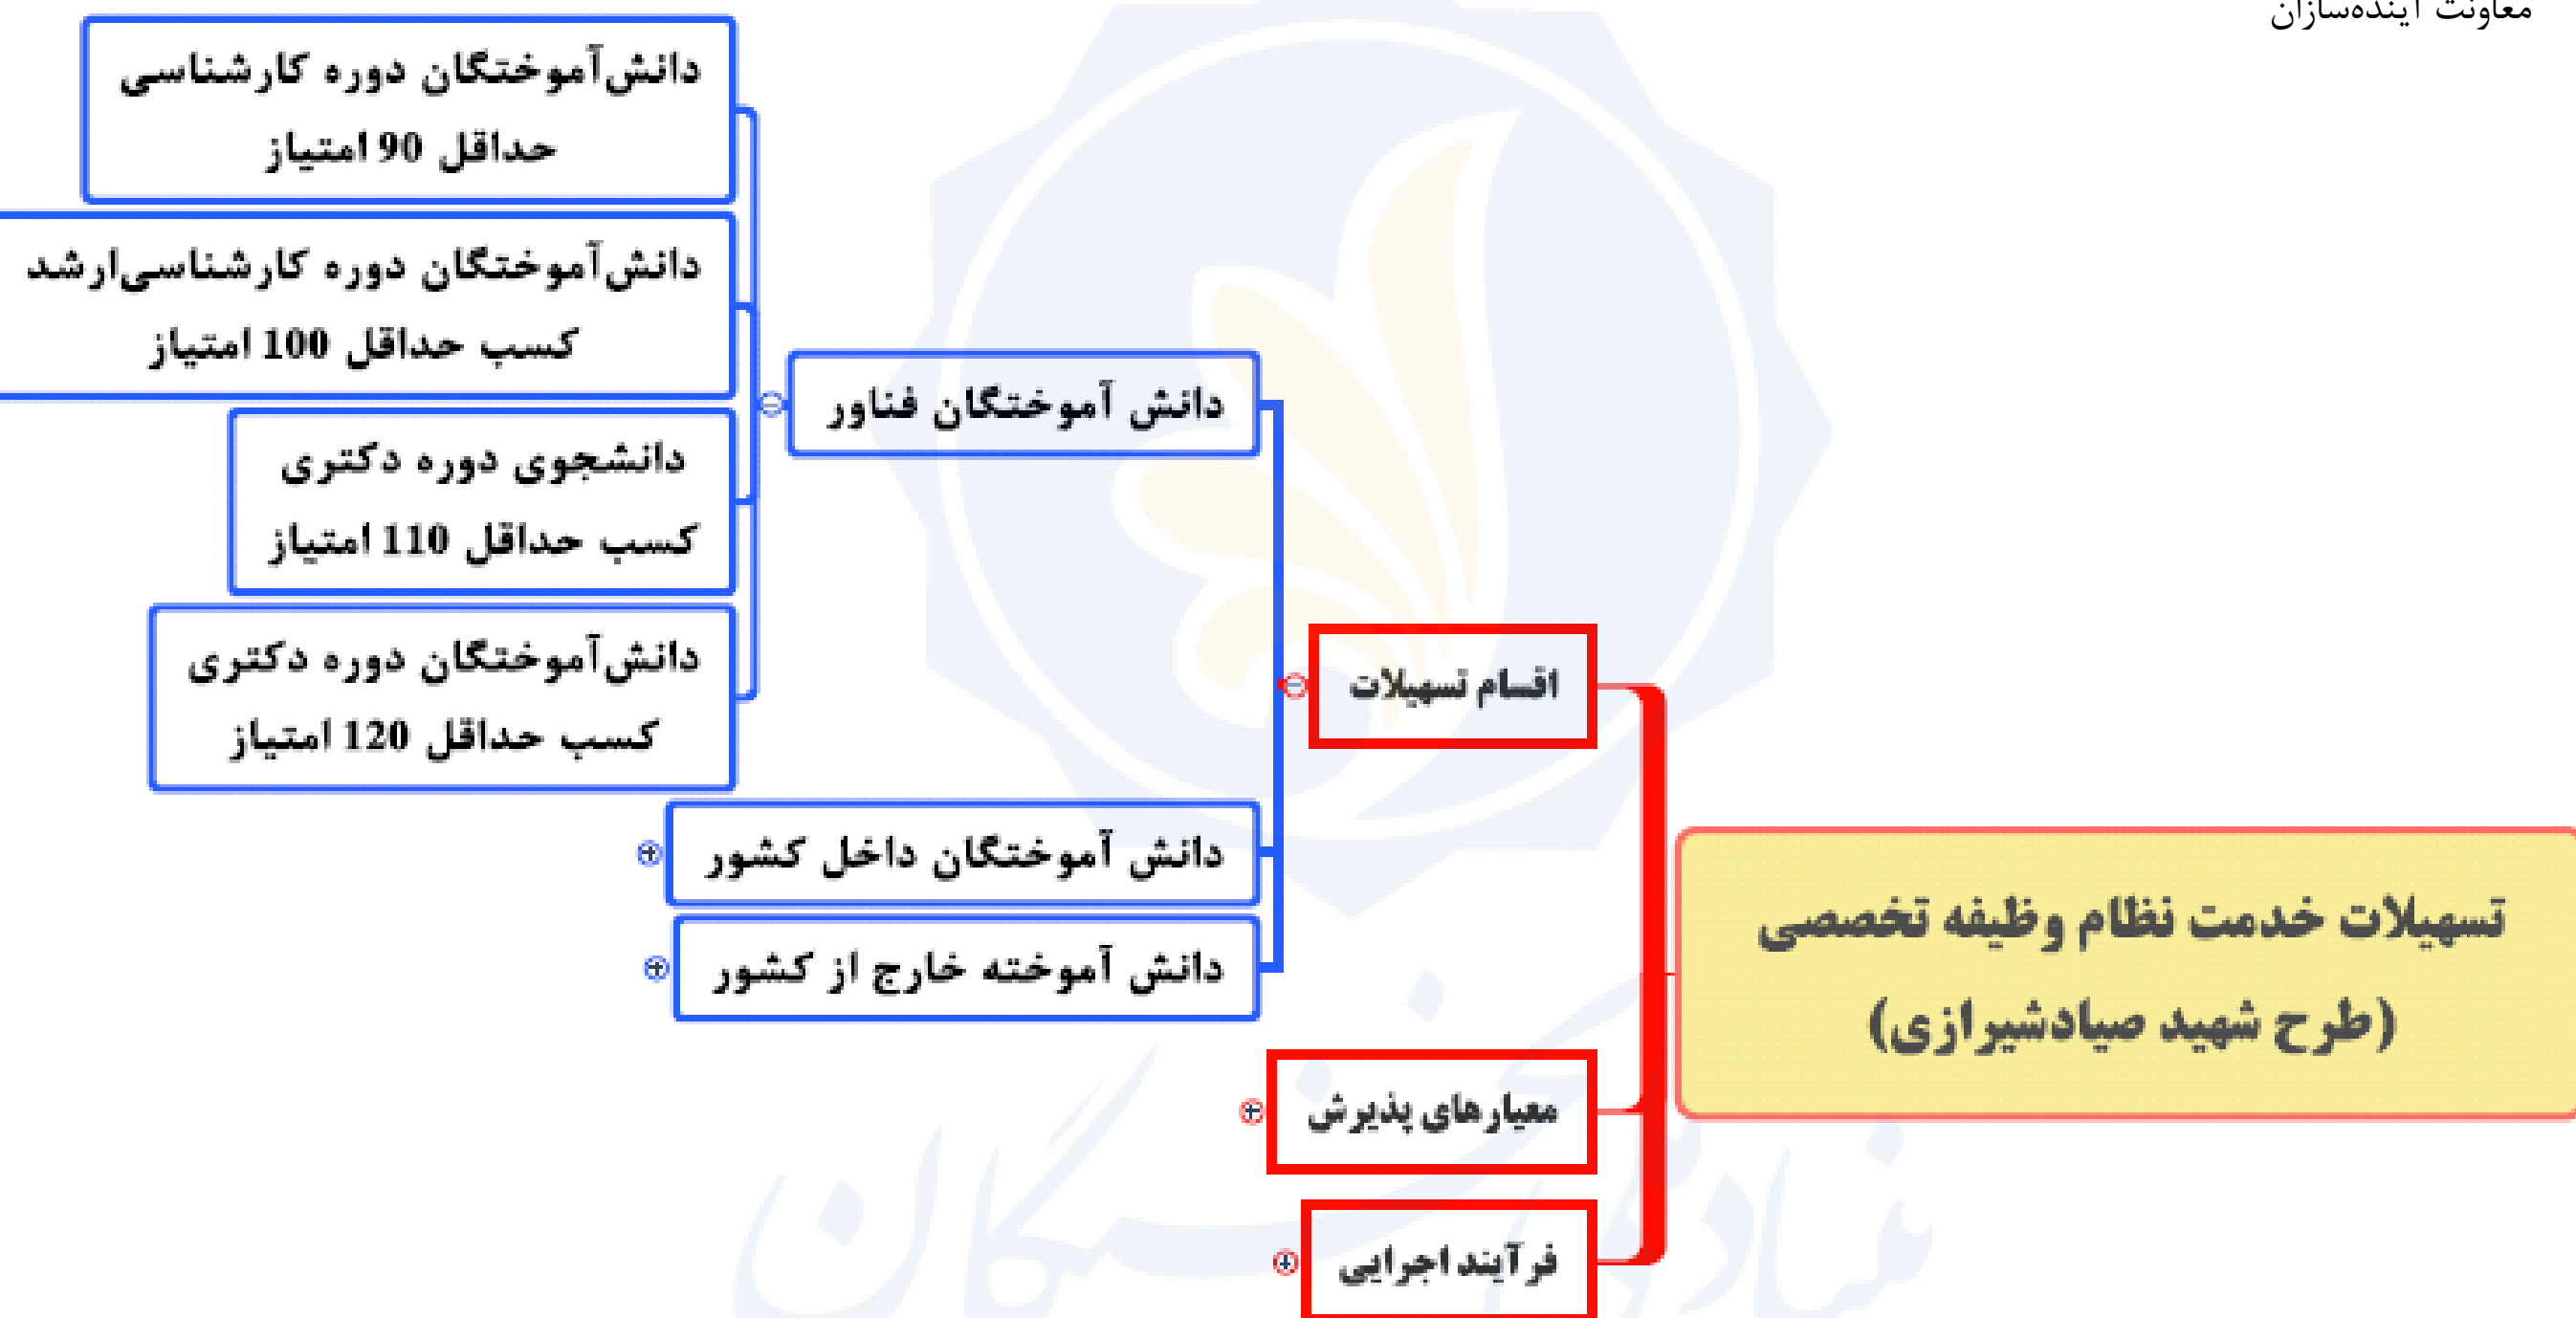 معاونت آینده‌سازان
تسهیلات خدمت نظام وظیفه تخصصی
(طرح شهید صیادشیرازی)
اقسام تسهیلات
دانش آموختگان فناور
دانش‌آموختگان دوره کارشناسی
حداقل 90 امتیاز
دانش‌آموختگان دوره کارشناسی‌ارشد
کسب حداقل 100 امتیاز
دانشجوی دوره دکتری
کسب حداقل 110 امتیاز
دانش‌آموختگان دوره دکتری
کسب حداقل 120 امتیاز
دانش آموختگان داخل کشور
دانش آموخته خارج از کشور
معیارهای پذیرش
فرآیند اجرایی